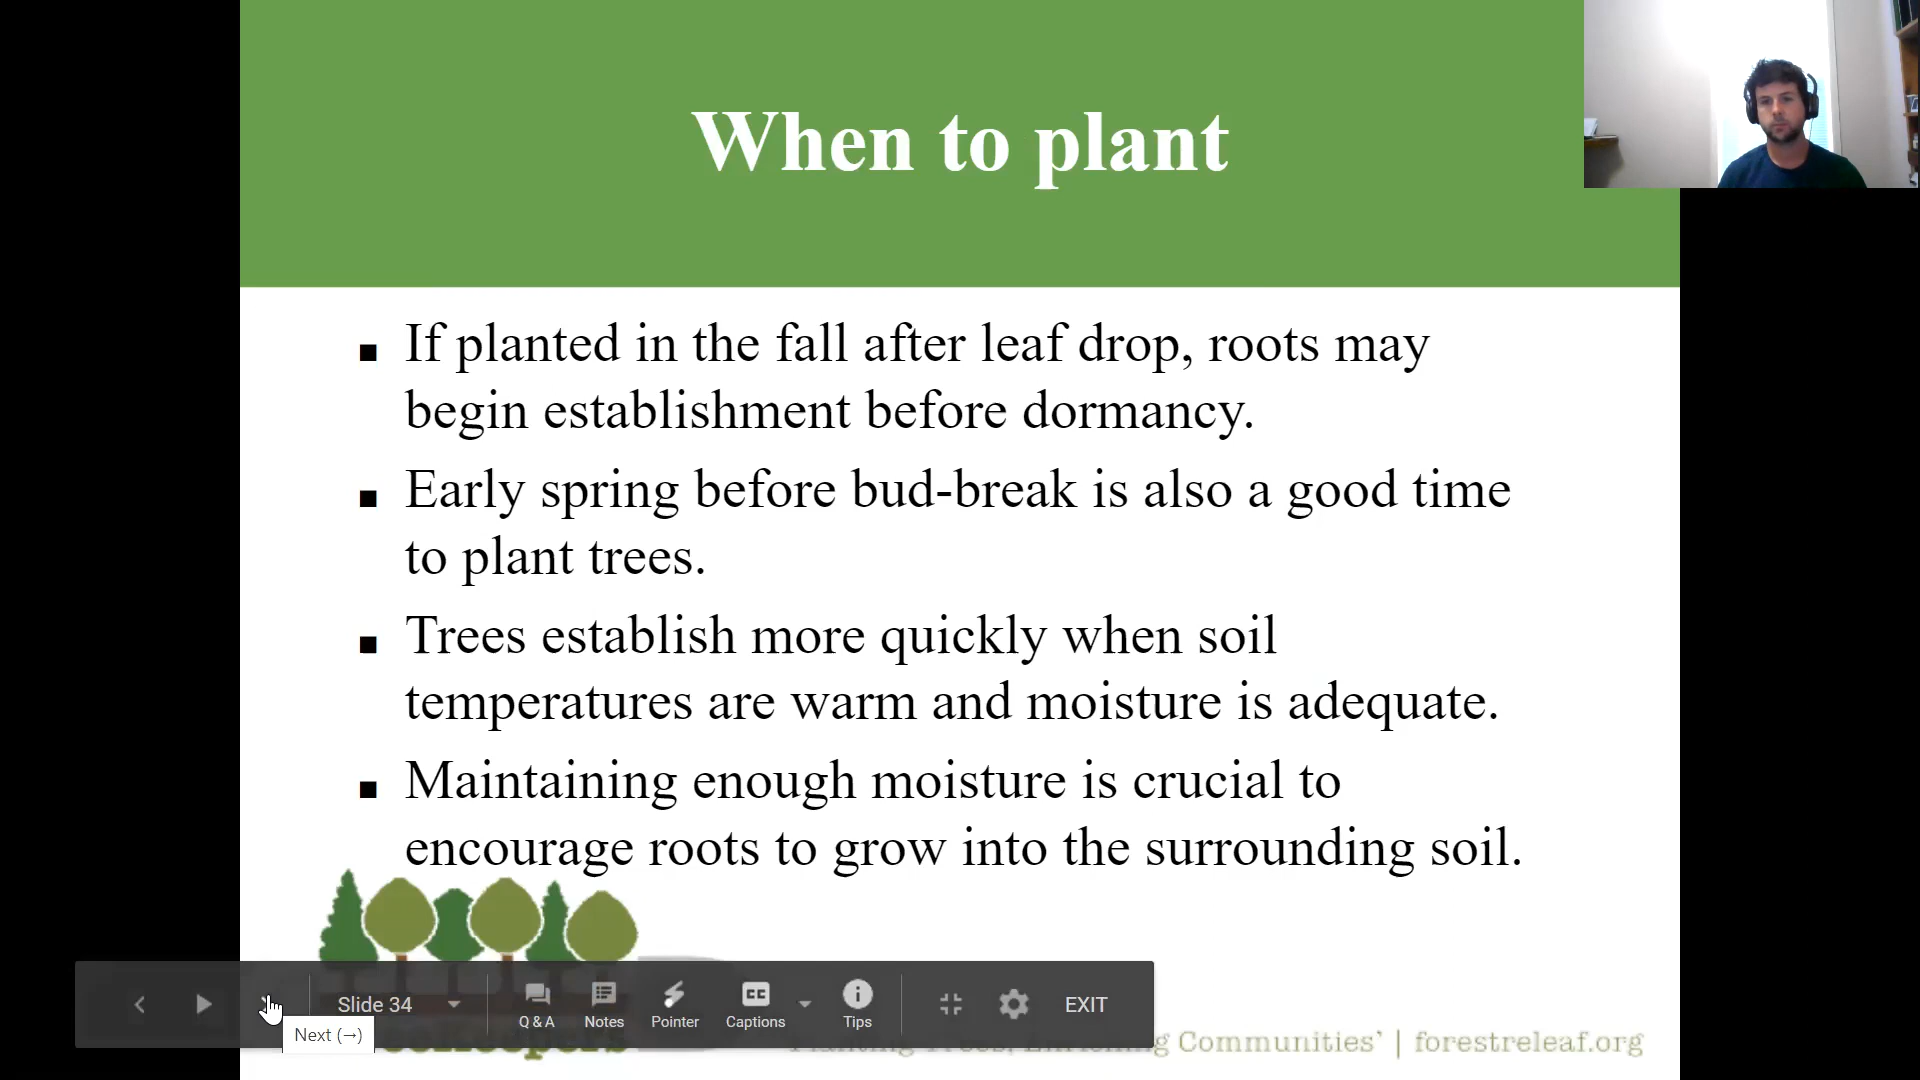 When to plant
If planted in the fall after leaf drop, roots may
begin establishment before dormancy.
Early spring before bud-break is also a good time
to plant trees.
Trees establish more quickly when soil
temperatures are warm and moisture is adequate.
Maintaining enough moisture is crucial to
encourage roots to grow into the surrounding soil.
Slide 34
Q & A
Notes
Pointer
CC
Captions
Tips
EXIT
Next (→)
Communities’ | forestreleaf.org